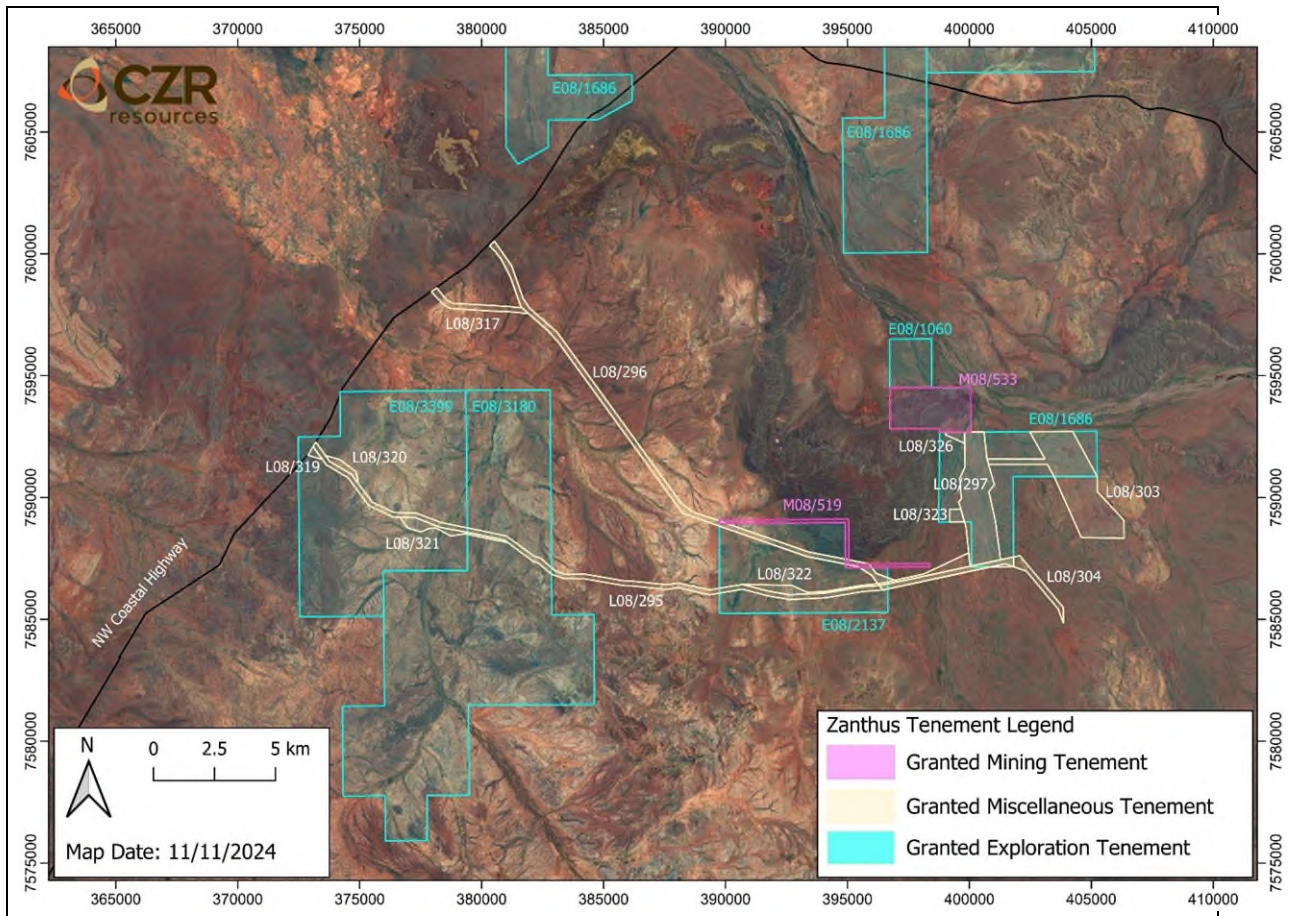 365000 370000 375000 380000 385000 390000 395000 400000 405000 410000
CZR
resources
E08/1686
E08/1686
7605000 7605000
7600000 7600000
L08/317
E08/1060
L08/296
7595000 7595000
M08/533
E08/3399 E08/3180
E08/1686
L08/326
L08/319 L08/320
L08/297
L08/303
7590000 7590000
M08/519
L08/323
L08/321
L08/322
L08/304
L08/295
NW Coastal Highway
7585000 7585000
E08/2137
N
0 2.5 5 km
Map Date: 11/11/2024
7580000 7580000
Zanthus Tenement Legend
Granted Mining Tenement
Granted Miscellaneous Tenement
Granted Exploration Tenement
7575000 7575000
365000 370000 375000 380000 385000 390000 395000 400000 405000 410000